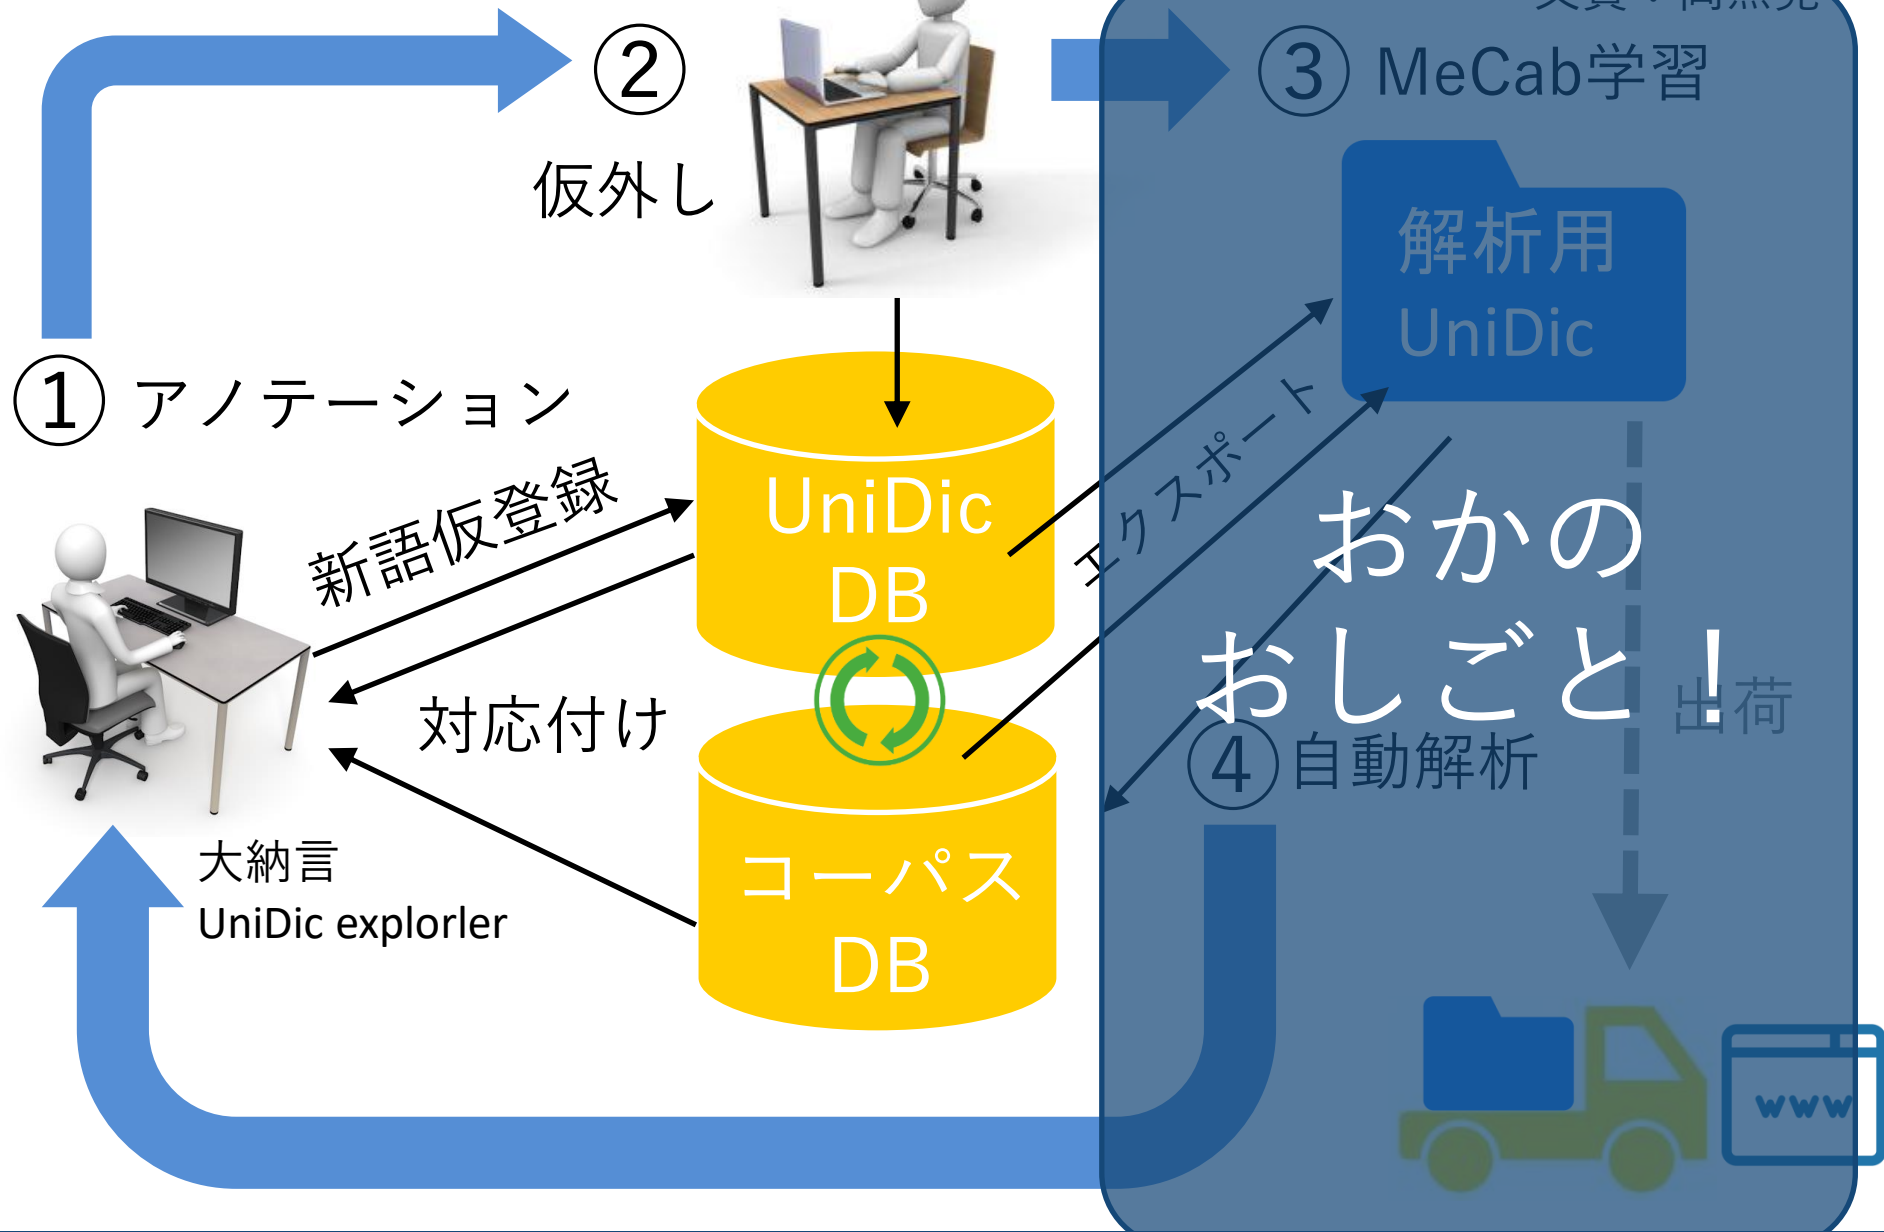 ② 
③ MeCab学習
仮外し
解析用
UniDic
① アノテーション
エクスポート
新語仮登録
UniDic
DB
おかの
おしごと！
対応付け
出荷
④自動解析
大納言
UniDic explorler
コーパス
DB
www